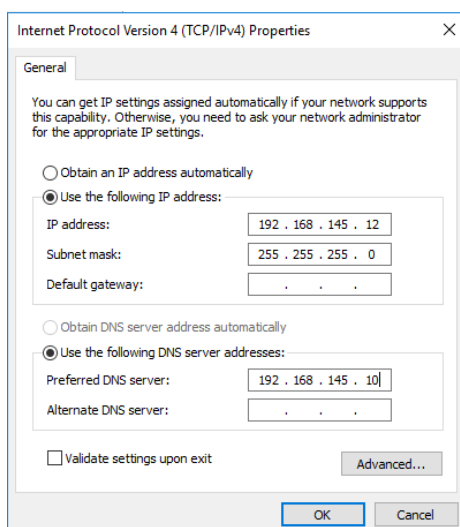 Internet Protocol Version 4 (TCP/IPv4) Properties
General
You can get IP settings assigned automatically if your network supports
this capability. Otherwise, you need to ask your network administrator
for the appropriate IP settings.
Obtain an IP address automatically
Use the following IP address:
IP address: 192 . 168 . 145 . 12
Subnet mask: 255 . 255 . 255 . 0
Default gateway: . . .
Obtain DNS server address automatically
Use the following DNS server addresses:
Preferred DNS server: 192 . 168 . 145 . 10
Alternate DNS server: . . .
Validate settings upon exit
Advanced...
OK Cancel